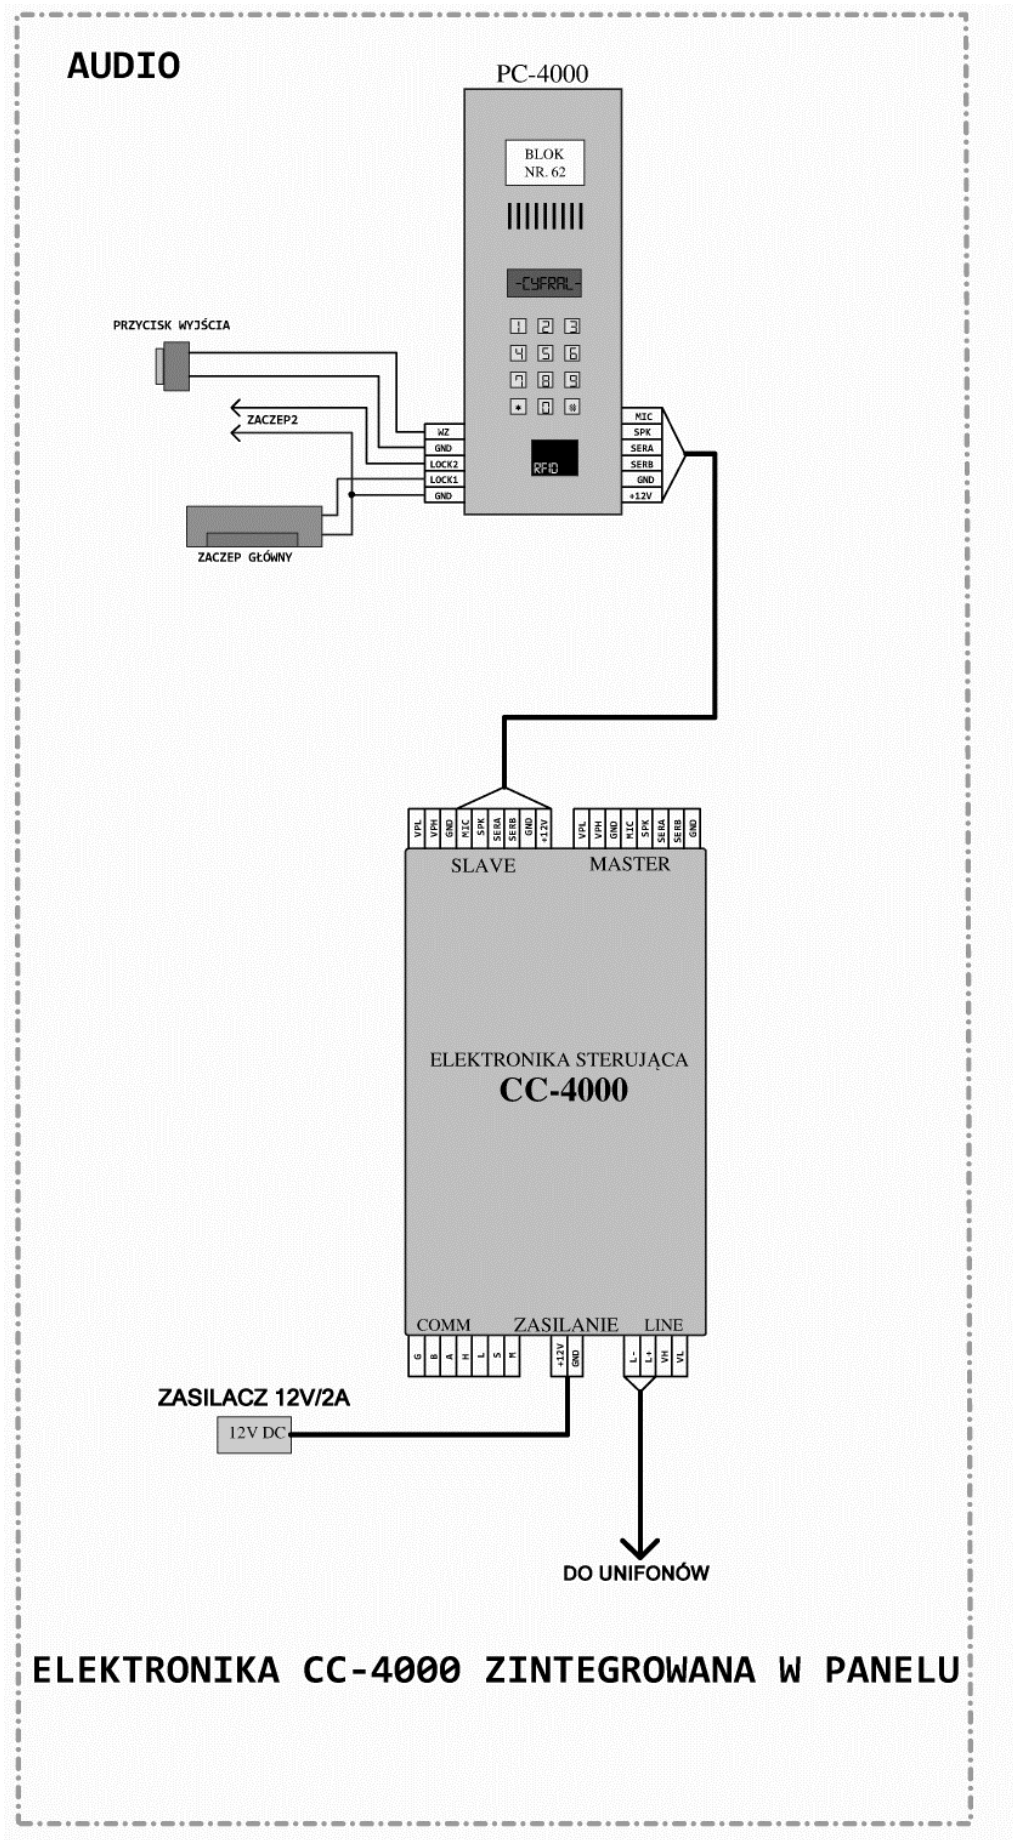 AUDIO
PC-4000
BLOK
NR. 62
-CYFRAL-
1 2 3
4 5 6
7 8 9
* 0 @
RFID
PRZYCISK WYJŚCIA
ZACZEP2
ZACZEP GŁÓWNY
WZ
GND
LOCK2
LOCK1
GND
MIC
SPK
SERA
SERB
GND
+12V
VPL VPH GND MIC SPK SERA SERB GND +12V
VPL VPH GND MIC SPK SERA SERB GND
SLAVE MASTER
ELEKTRONIKA STERUJĄCA
CC-4000
COMM ZASILANIE LINE
G B A H L S M
+12V GND
L- L+ VH VL
ZASILACZ 12V/2A
12V DC
DO UNIFONÓW
ELEKTRONIKA CC-4000 ZINTEGROWANA W PANELU